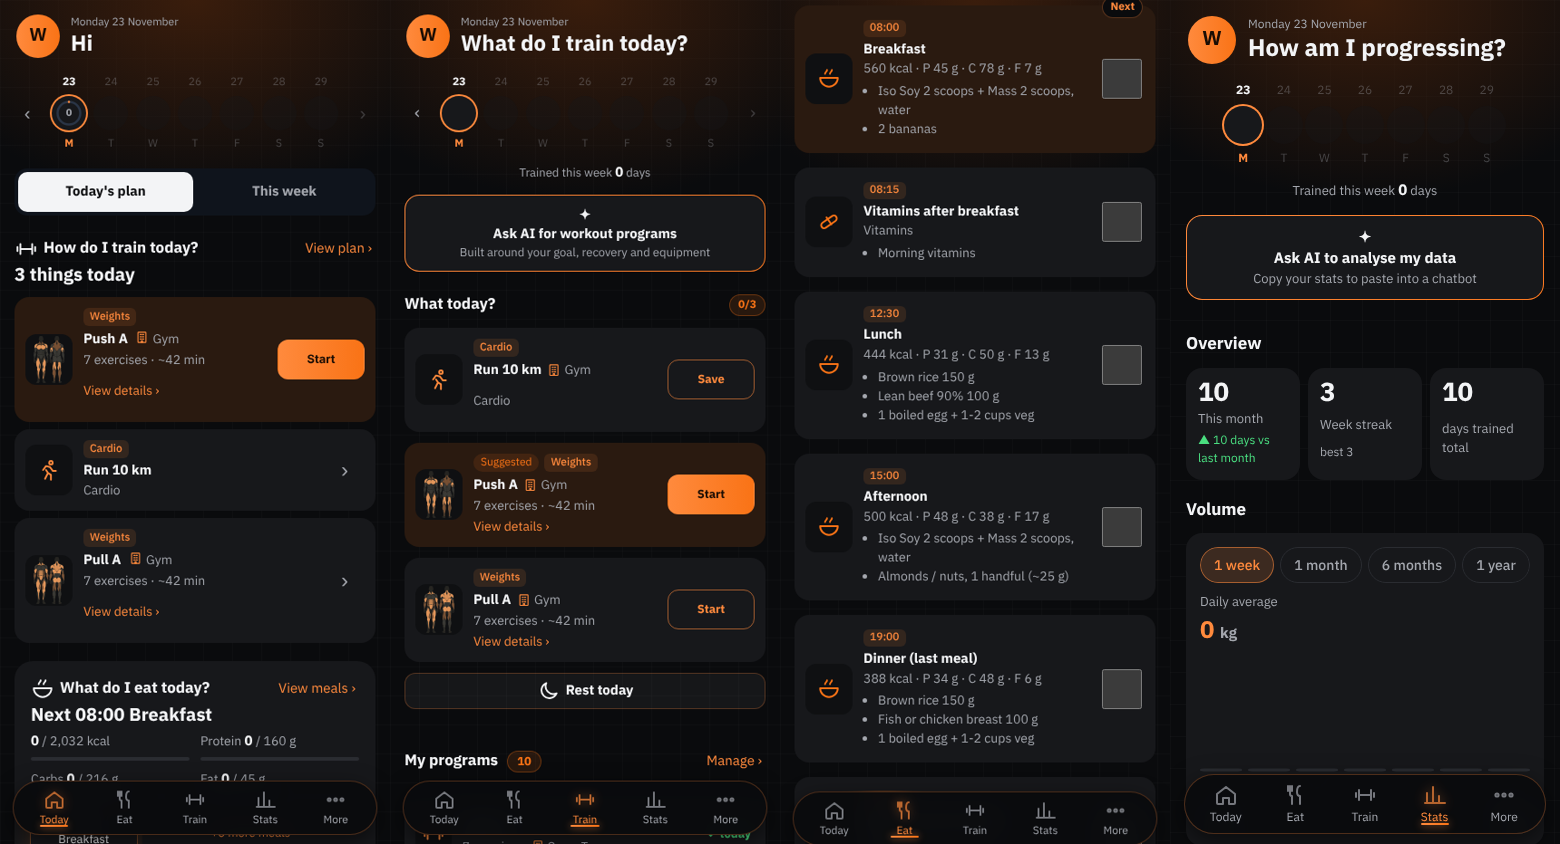 W
Monday 23 November
Hi
23 24 25 26 27 28 29
0
M T W T F S S
Today's plan
This week
How do I train today?
View plan ›
3 things today
Weights
Push A Gym
7 exercises · ~42 min
View details ›
Start
Cardio
Run 10 km
Cardio
Weights
Pull A Gym
7 exercises · ~42 min
View details ›
What do I eat today?
View meals ›
Next 08:00 Breakfast
0 / 2,032 kcal
Protein 0 / 160 g
Carbs 0 / 216 g
Fat 0 / 45 g
Today
Eat
Train
Stats
More
Breakfast
W
Monday 23 November
What do I train today?
23 24 25 26 27 28 29
M T W T F S S
Trained this week 0 days
Ask AI for workout programs
Built around your goal, recovery and equipment
What today?
0/3
Cardio
Run 10 km Gym
Cardio
Save
Suggested Weights
Push A Gym
7 exercises · ~42 min
View details ›
Start
Weights
Pull A Gym
7 exercises · ~42 min
View details ›
Start
Rest today
My programs 10
Manage ›
Today
Eat
Train
Stats
More
Next
08:00
Breakfast
560 kcal · P 45 g · C 78 g · F 7 g
• Iso Soy 2 scoops + Mass 2 scoops,
water
• 2 bananas
08:15
Vitamins after breakfast
Vitamins
• Morning vitamins
12:30
Lunch
444 kcal · P 31 g · C 50 g · F 13 g
• Brown rice 150 g
• Lean beef 90% 100 g
• 1 boiled egg + 1-2 cups veg
15:00
Afternoon
500 kcal · P 48 g · C 38 g · F 17 g
• Iso Soy 2 scoops + Mass 2 scoops,
water
• Almonds / nuts, 1 handful (~25 g)
19:00
Dinner (last meal)
388 kcal · P 34 g · C 48 g · F 6 g
• Brown rice 150 g
• Fish or chicken breast 100 g
• 1 boiled egg + 1-2 cups veg
Today
Eat
Train
Stats
More
W
Monday 23 November
How am I progressing?
23 24 25 26 27 28 29
M T W T F S S
Trained this week 0 days
Ask AI to analyse my data
Copy your stats to paste into a chatbot
Overview
10
This month
▲ 10 days vs
last month
3
Week streak
best 3
10
days trained
total
Volume
1 week
1 month
6 months
1 year
Daily average
0 kg
Today
Eat
Train
Stats
More